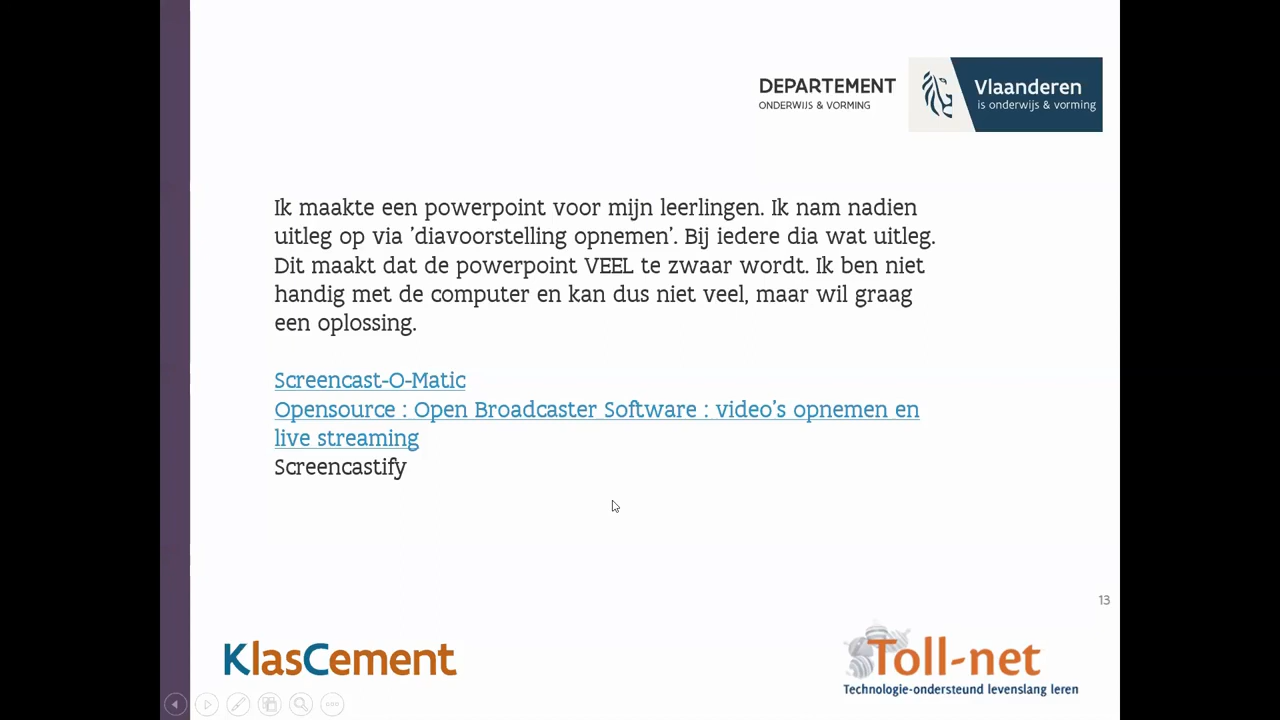 DEPARTEMENT
ONDERWIJS & VORMING
Vlaanderen
is onderwijs & vorming
Ik maakte een powerpoint voor mijn leerlingen. Ik nam nadien
uitleg op via 'diavoorstelling opnemen'. Bij iedere dia wat uitleg.
Dit maakt dat de powerpoint VEEL te zwaar wordt. Ik ben niet
handig met de computer en kan dus niet veel, maar wil graag
een oplossing.
Screencast-O-Matic
Opensource : Open Broadcaster Software : video's opnemen en
live streaming
Screencastify
13
KlasCement
Toll-net
Technologie-ondersteund levenslang leren